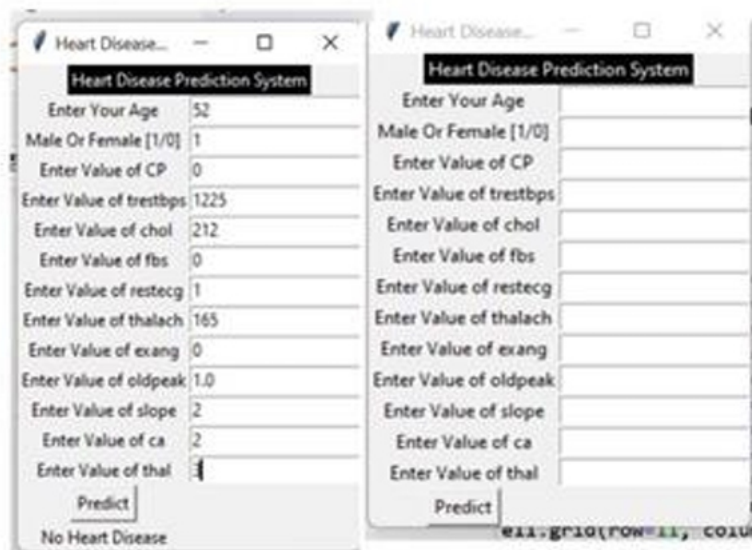 Heart Disease...
Heart Disease Prediction System
Enter Your Age 52
Male Or Female [1/0] 1
Enter Value of CP 0
Enter Value of trestbps 1225
Enter Value of chol 212
Enter Value of fbs 0
Enter Value of restecg 1
Enter Value of thalach 165
Enter Value of exang 0
Enter Value of oldpeak 1.0
Enter Value of slope 2
Enter Value of ca 2
Enter Value of thal 3
Predict
No Heart Disease
Heart Disease...
Heart Disease Prediction System
Enter Your Age
Male Or Female [1/0]
Enter Value of CP
Enter Value of trestbps
Enter Value of chol
Enter Value of fbs
Enter Value of restecg
Enter Value of thalach
Enter Value of exang
Enter Value of oldpeak
Enter Value of slope
Enter Value of ca
Enter Value of thal
Predict
e11.grid(row=11, colu